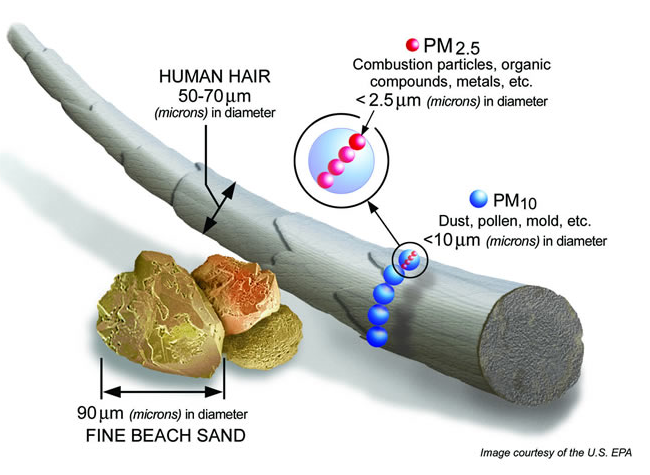 HUMAN HAIR
50-70μm
(microns) in diameter
PM2.5
Combustion particles, organic
compounds, metals, etc.
< 2.5μm (microns) in diameter
PM10
Dust, pollen, mold, etc.
<10μm (microns) in diameter
90μm (microns) in diameter
FINE BEACH SAND
Image courtesy of the U.S. EPA